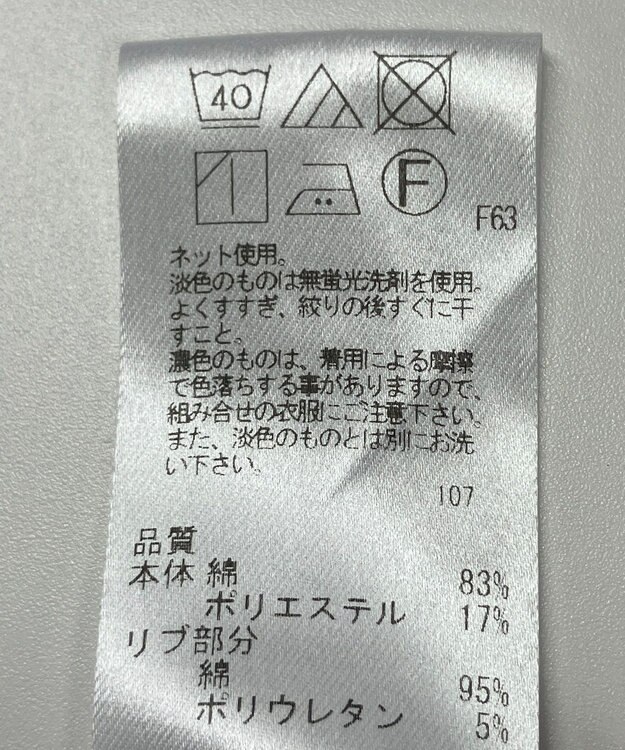 40
F
F63
ネット使用。
淡色のものは無蛍光洗剤を使用。
よくすすぎ、絞りの後すぐに干
すこと。
濃色のものは、着用による摩擦
で色落ちする事がありますので、
組み合せの衣服にご注意下さい。
また、淡色のものとは別にお洗
い下さい。
107
品質
本体 綿 83%
ポリエステル 17%
リブ部分
綿 95%
ポリウレタン 5%